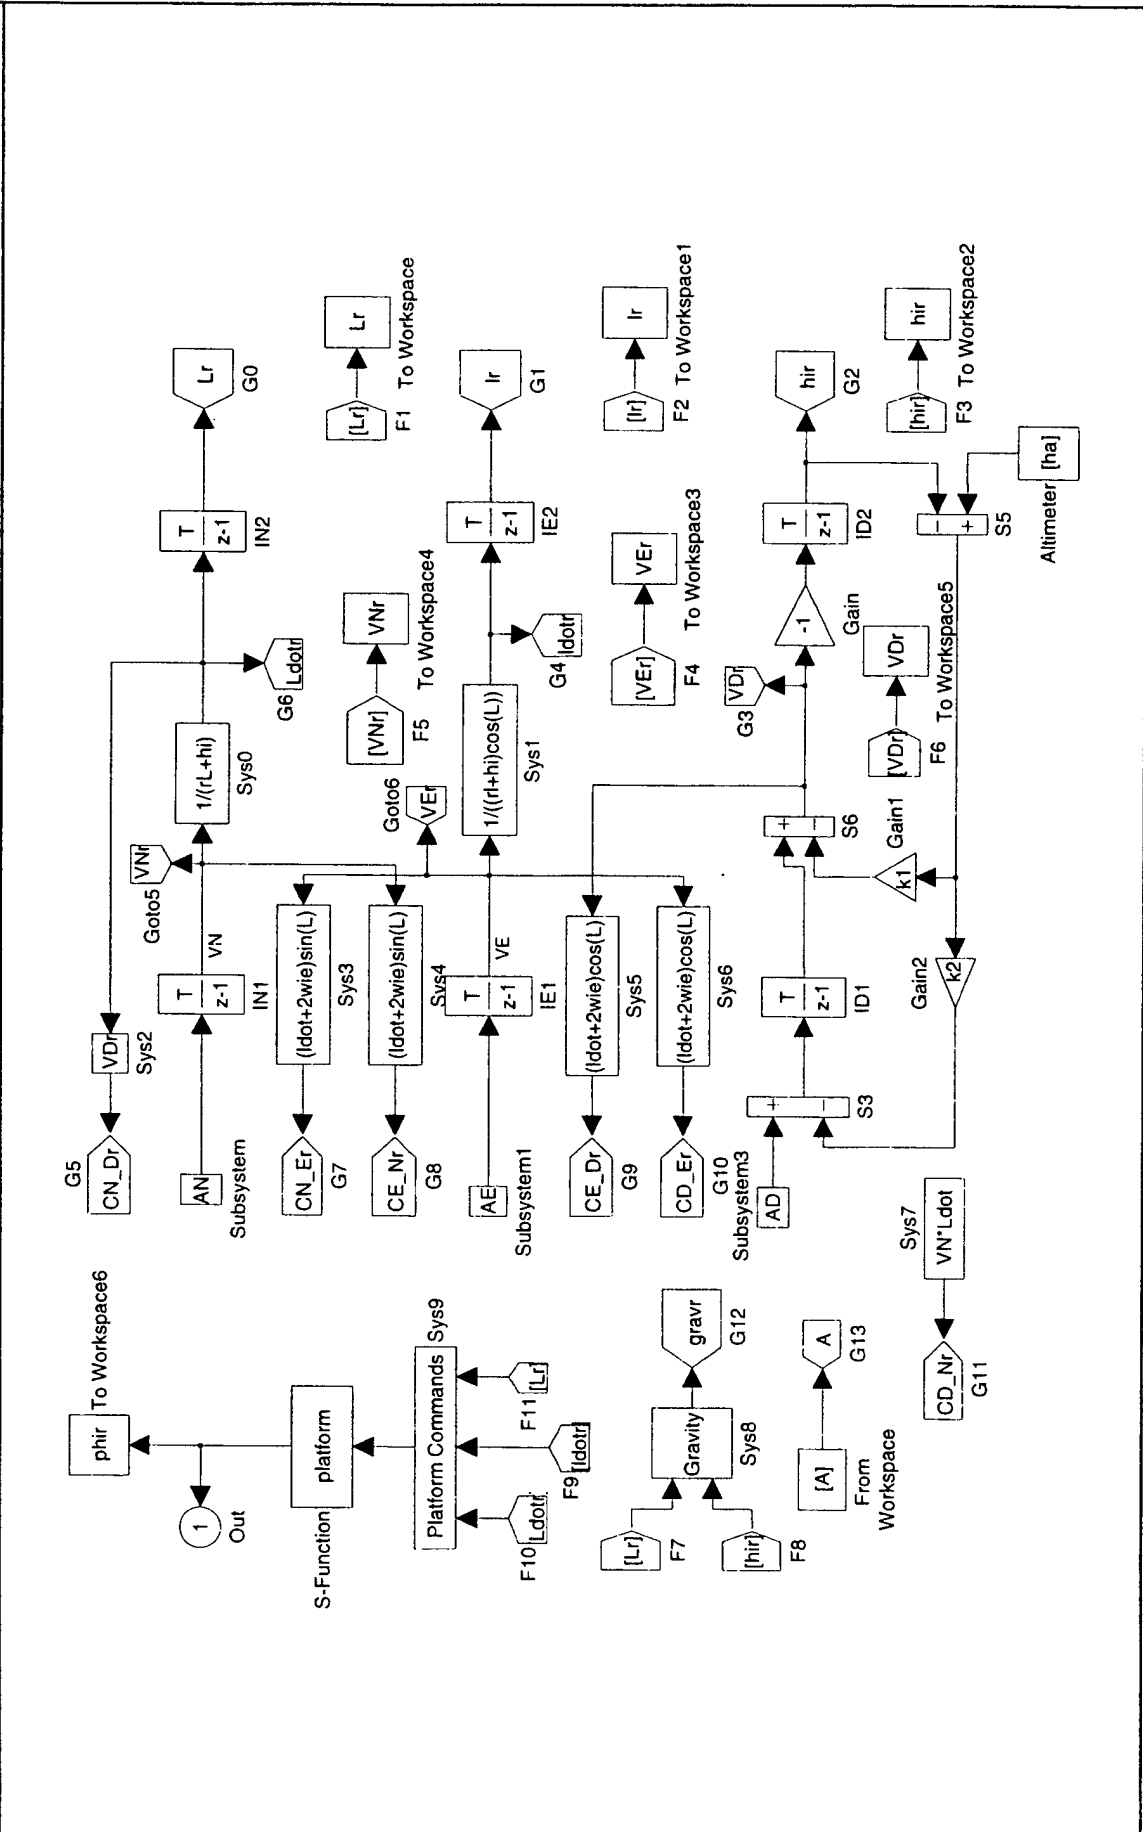 phir
To Workspace6
1
Out
platform
S-Function
Platform Commands
Sys9
Ldotr
F10
[ldotr]
F9
[Lr]
F11
[Lr]
F7
[hir]
F8
Gravity
Sys8
gravr
G12
[A]
From
Workspace
A
G13
VN*Ldot
Sys7
CD_Nr
G11
G5
CN_Dr
VDr
Sys2
AN
Subsystem
T
z-1
IN1
VN
VNr
Goto5
1/(rL+hi)
Sys0
Ldotr
G6
T
z-1
IN2
Lr
G0
CN_Er
G7
(ldot+2wie)sin(L)
Sys3
CE_Nr
G8
(ldot+2wie)sin(L)
Sys4
[VNr]
F5
VNr
To Workspace4
[Lr]
F1
Lr
To Workspace
AE
Subsystem1
T
z-1
IE1
VE
Goto6
VEr
1/((rl+hi)cos(L))
Sys1
ldotr
G4
T
z-1
IE2
lr
G1
CE_Dr
G9
(ldot+2wie)cos(L)
Sys5
CD_Er
G10
(ldot+2wie)cos(L)
Sys6
[VEr]
F4
VEr
To Workspace3
[lr]
F2
lr
To Workspace1
Subsystem3
AD
+
-
S3
T
z-1
ID1
+
-
S6
VDr
G3
-1
Gain
T
z-1
ID2
hir
G2
k1
Gain1
k2
Gain2
[VDr]
F6
VDr
To Workspace5
[hir]
F3
hir
To Workspace2
-
+
S5
[ha]
Altimeter